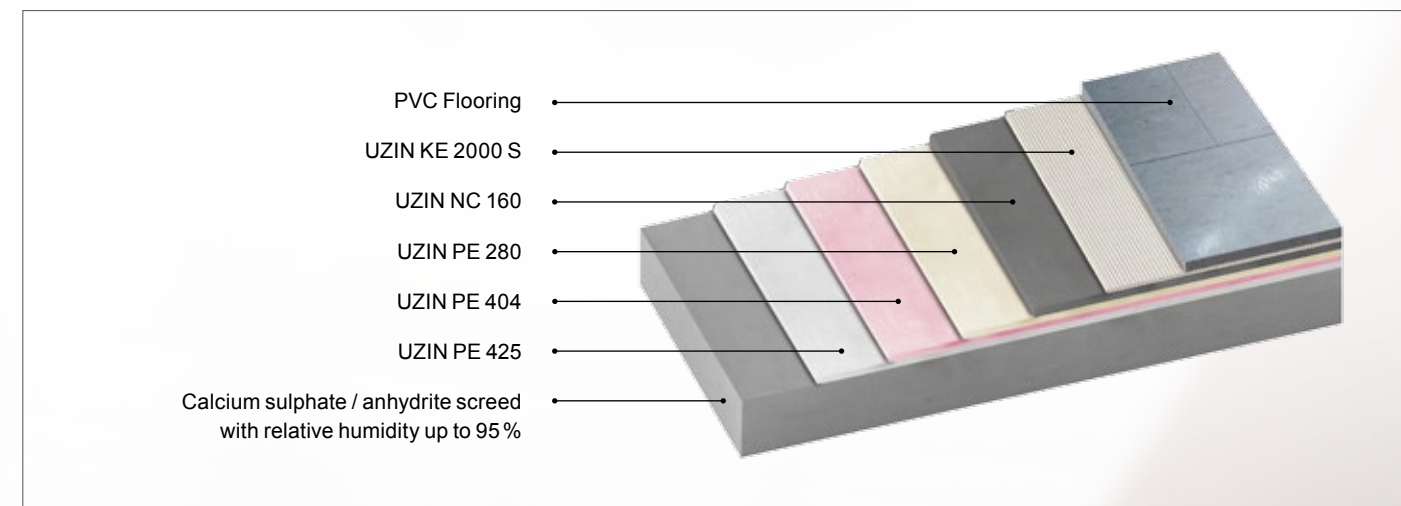 PVC Flooring
UZIN KE 2000 S
UZIN NC 160
UZIN PE 280
UZIN PE 404
UZIN PE 425
Calcium sulphate / anhydrite screed
with relative humidity up to 95 %